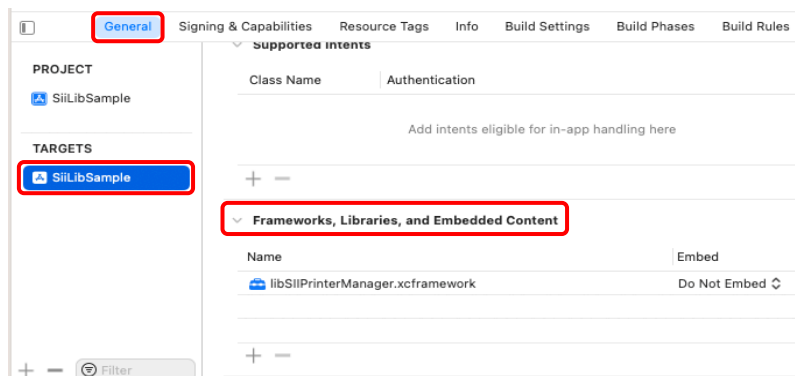 General Signing & Capabilities Resource Tags Info Build Settings Build Phases Build Rules
PROJECT
SiiLibSample
TARGETS
SiiLibSample
Filter
Supported Intents
Class Name Authentication
Add intents eligible for in-app handling here
Frameworks, Libraries, and Embedded Content
Name Embed
libSIIPrinterManager.xcframework Do Not Embed